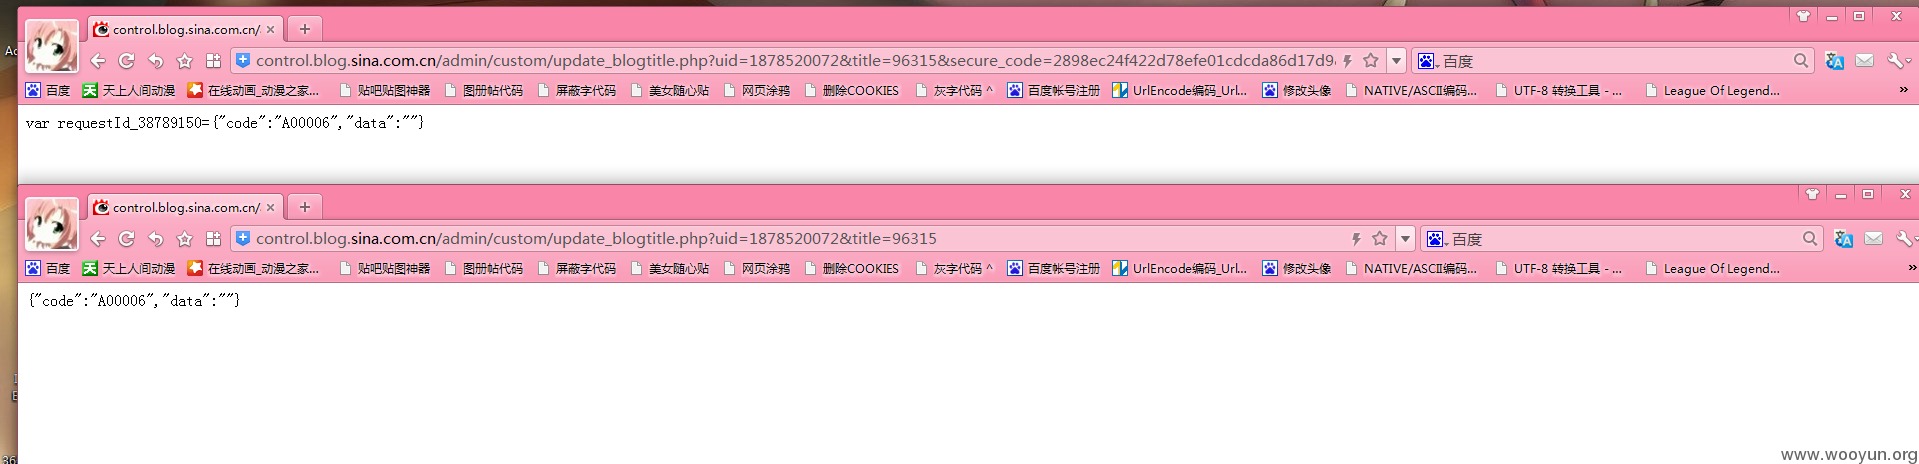 control.blog.sina.com.cn/
control.blog.sina.com.cn/admin/custom/update_blogtitle.php?uid=1878520072&title=96315&secure_code=2898ec24f422d78efe01cdcda86d17d9 百度
百度 天上人间动漫 在线动画_动漫之家... 贴吧贴图神器 图册帖代码 屏蔽字代码 美女随心贴 网页涂鸦 删除COOKIES 灰字代码 ^ 百度帐号注册 UrlEncode编码_Url... 修改头像 NATIVE/ASCII编码... UTF-8 转换工具 - ... League Of Legend... »
var requestId_38789150={"code":"A00006","data":""}
control.blog.sina.com.cn/
control.blog.sina.com.cn/admin/custom/update_blogtitle.php?uid=1878520072&title=96315 百度
百度 天上人间动漫 在线动画_动漫之家... 贴吧贴图神器 图册帖代码 屏蔽字代码 美女随心贴 网页涂鸦 删除COOKIES 灰字代码 ^ 百度帐号注册 UrlEncode编码_Url... 修改头像 NATIVE/ASCII编码... UTF-8 转换工具 - ... League Of Legend... »
{"code":"A00006","data":""}
www.wooyun.org